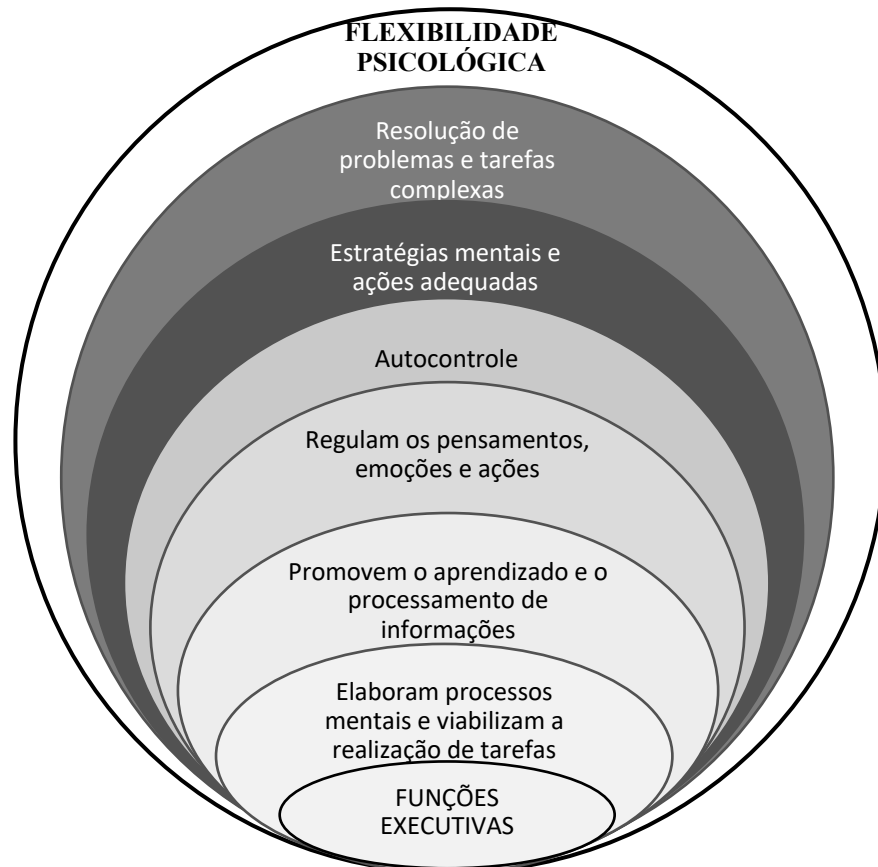 FLEXIBILIDADE
PSICOLÓGICA
Resolução de
problemas e tarefas
complexas
Estratégias mentais e
ações adequadas
Autocontrole
Regulam os pensamentos,
emoções e ações
Promovem o aprendizado e o
processamento de
informações
Elaboram processos
mentais e viabilizam a
realização de tarefas
FUNÇÕES
EXECUTIVAS